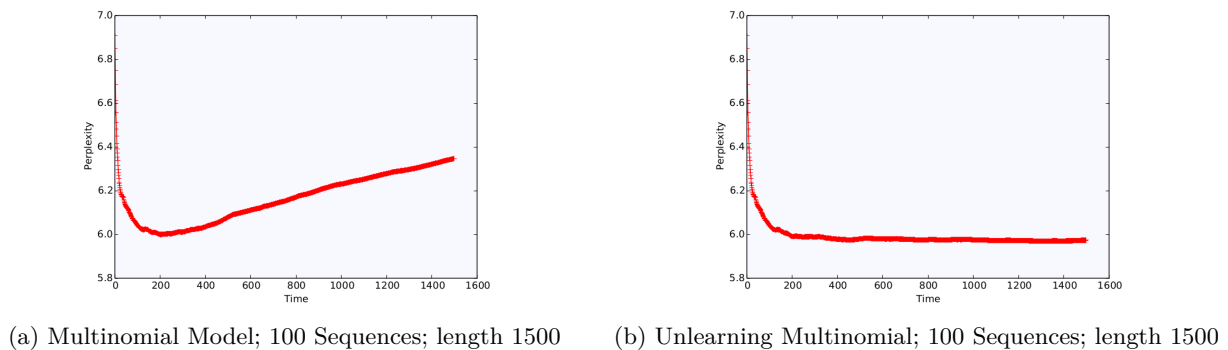 7.0
6.8
6.6
6.4
6.2
6.0
5.8
Perplexity
0 200 400 600 800 1000 1200 1400 1600
Time
(a) Multinomial Model; 100 Sequences; length 1500
7.0
6.8
6.6
6.4
6.2
6.0
5.8
Perplexity
0 200 400 600 800 1000 1200 1400 1600
Time
(b) Unlearning Multinomial; 100 Sequences; length 1500